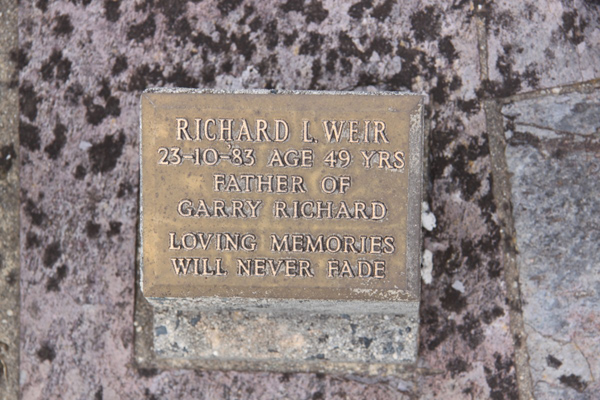 RICHARD L. WEIR
23-10-'83 AGE 49 YRS
FATHER OF
GARRY RICHARD
LOVING MEMORIES
WILL NEVER FADE